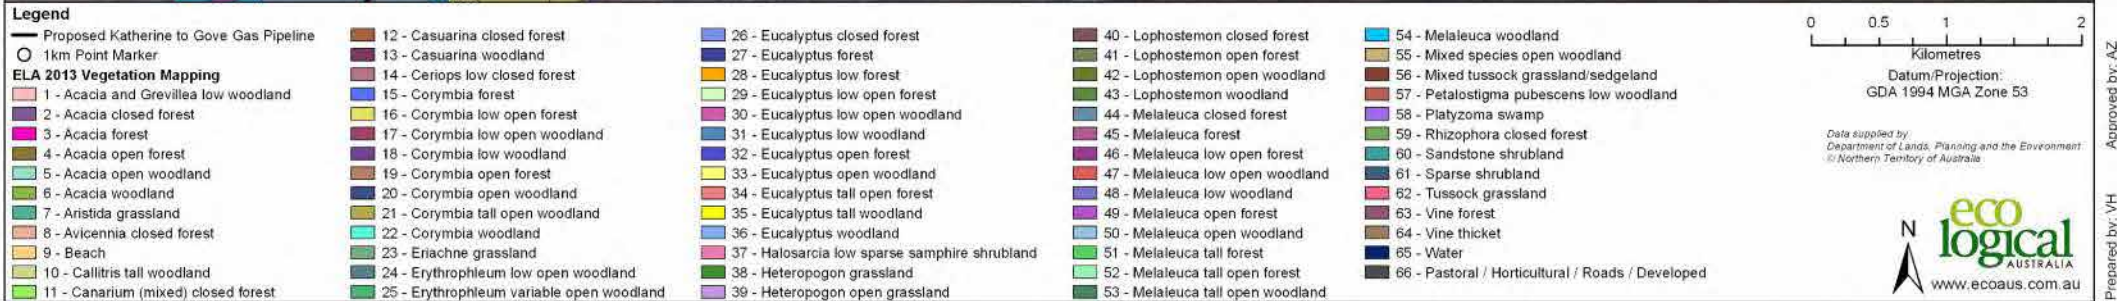 Legend
Proposed Katherine to Gove Gas Pipeline
1km Point Marker
ELA 2013 Vegetation Mapping
1 - Acacia and Grevillea low woodland
2 - Acacia closed forest
3 - Acacia forest
4 - Acacia open forest
5 - Acacia open woodland
6 - Acacia woodland
7 - Aristida grassland
8 - Avicennia closed forest
9 - Beach
10 - Callitris tall woodland
11 - Canarium (mixed) closed forest
12 - Casuarina closed forest
13 - Casuarina woodland
14 - Ceriops low closed forest
15 - Corymbia forest
16 - Corymbia low open forest
17 - Corymbia low open woodland
18 - Corymbia low woodland
19 - Corymbia open forest
20 - Corymbia open woodland
21 - Corymbia tall open woodland
22 - Corymbia woodland
23 - Eriachne grassland
24 - Erythrophleum low open woodland
25 - Erythrophleum variable open woodland
26 - Eucalyptus closed forest
27 - Eucalyptus forest
28 - Eucalyptus low forest
29 - Eucalyptus low open forest
30 - Eucalyptus low open woodland
31 - Eucalyptus low woodland
32 - Eucalyptus open forest
33 - Eucalyptus open woodland
34 - Eucalyptus tall open forest
35 - Eucalyptus tall woodland
36 - Eucalyptus woodland
37 - Halosarcia low sparse samphire shrubland
38 - Heteropogon grassland
39 - Heteropogon open grassland
40 - Lophostemon closed forest
41 - Lophostemon open forest
42 - Lophostemon open woodland
43 - Lophostemon woodland
44 - Melaleuca closed forest
45 - Melaleuca forest
46 - Melaleuca low open forest
47 - Melaleuca low open woodland
48 - Melaleuca low woodland
49 - Melaleuca open forest
50 - Melaleuca open woodland
51 - Melaleuca tall forest
52 - Melaleuca tall open forest
53 - Melaleuca tall open woodland
54 - Melaleuca woodland
55 - Mixed species open woodland
56 - Mixed tussock grassland/sedgeland
57 - Petalostigma pubescens low woodland
58 - Platyzoma swamp
59 - Rhizophora closed forest
60 - Sandstone shrubland
61 - Sparse shrubland
62 - Tussock grassland
63 - Vine forest
64 - Vine thicket
65 - Water
66 - Pastoral / Horticultural / Roads / Developed
0 0.5 1 2
Kilometres
Datum/Projection:
GDA 1994 MGA Zone 53
Data supplied by
Department of Lands, Planning and the Environment
© Northern Territory of Australia
N
eco
logical
AUSTRALIA
www.ecoaus.com.au
Prepared by: VH Approved by: AZ